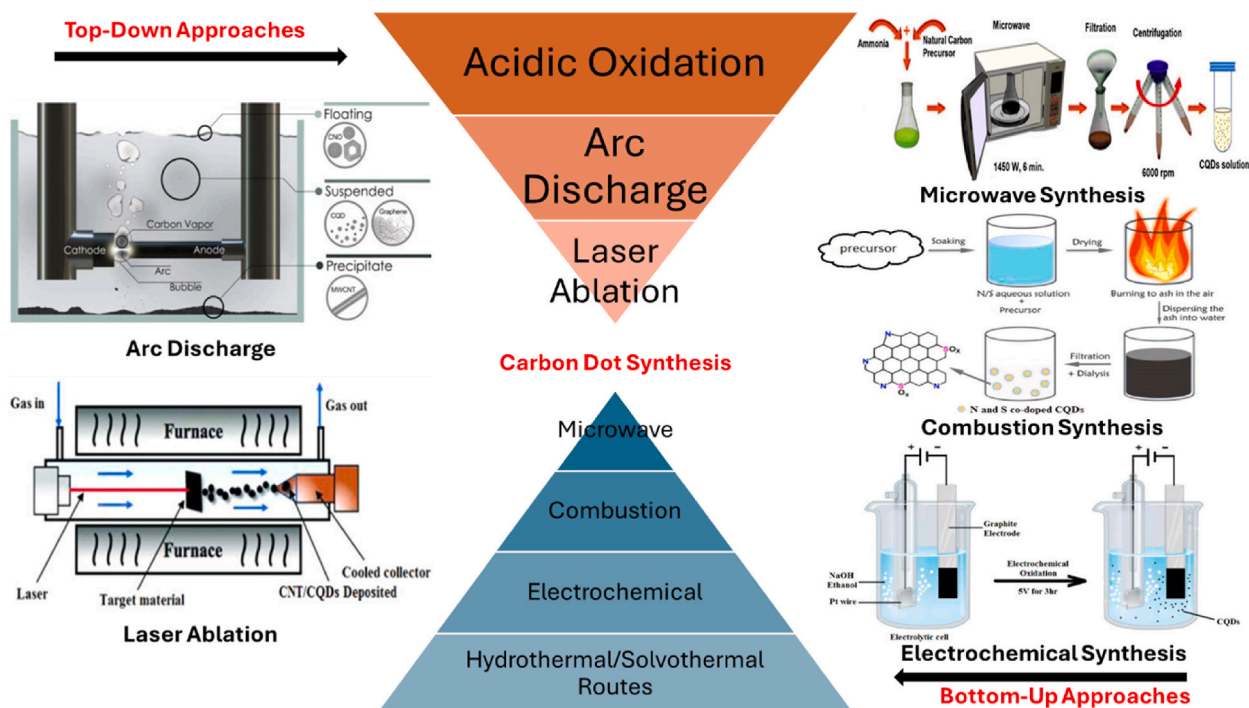 Top-Down Approaches
Floating
CNO
Suspended
CQD
Graphene
Carbon Vapor
Cathode
Anode
Arc
Bubble
Precipitate
MWCNT
Arc Discharge
Gas in
Gas out
Furnace
Furnace
Cooled collector
CNT/CQDs Deposited
Laser
Target material
Laser Ablation
Acidic Oxidation
Arc
Discharge
Laser
Ablation
Carbon Dot Synthesis
Microwave
Combustion
Electrochemical
Hydrothermal/Solvothermal
Routes
Ammonia
+
Natural Carbon
Precursor
Microwave
Filtration
Centrifugation
1450 W, 6 min.
6000 rpm
CQDs solution
Microwave Synthesis
precursor
Soaking
Drying
N/S aqueous solution
+
Precursor
Burning to ash in the air
Dispersing the
ash into water
Filtration
+ Dialysis
N
SOx
N
N
S
Ox
N
N and S co-doped CQDs
Combustion Synthesis
+ −
+ −
Graphite
Electrode
NaOH
Ethanol
Pt wire
Electrochemical
Oxidation
5V for 3hr
CQDs
Electrolytic cell
Electrochemical Synthesis
Bottom-Up Approaches